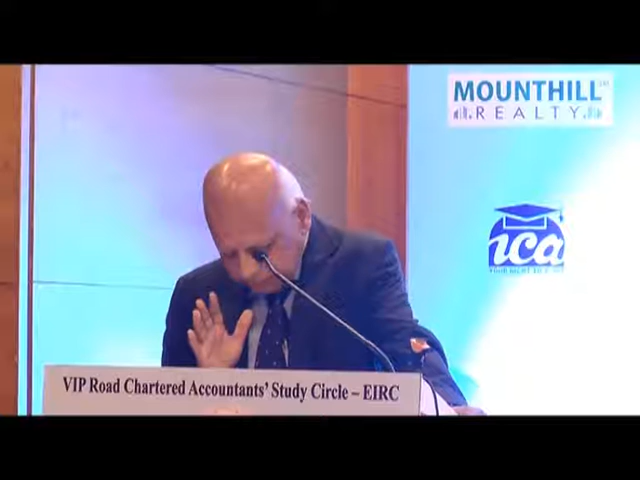 MOUNTHILL
REALTY
ica
VIP Road Chartered Accountants' Study Circle – EIRC